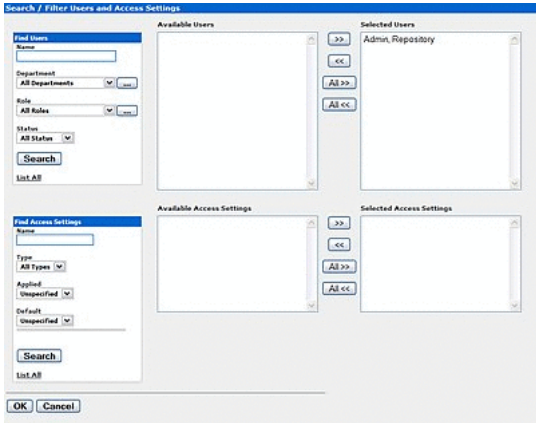 Search / Filter Users and Access Settings
Available Users
Selected Users
Find Users
Name
Department
All Departments
...
Role
All Roles
...
Status
All Status
Search
List All
>>
<<
All >>
All <<
Admin, Repository
Available Access Settings
Selected Access Settings
Find Access Settings
Name
Type
All Types
Applied
Unspecified
Default
Unspecified
Search
List All
>>
<<
All >>
All <<
OK
Cancel